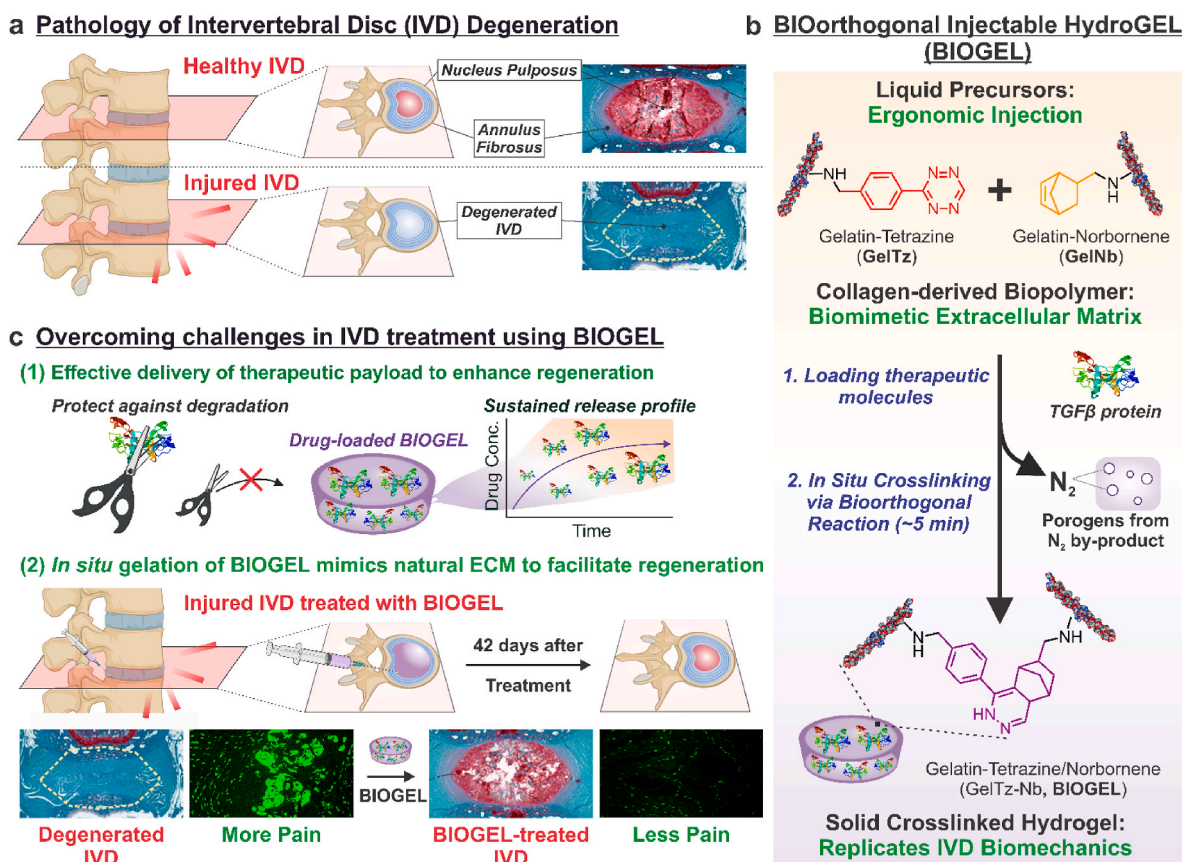 a Pathology of Intervertebral Disc (IVD) Degeneration
Healthy IVD
Nucleus Pulposus
Annulus
Fibrosus
Injured IVD
Degenerated
IVD
b BIOorthogonal Injectable HydroGEL
(BIOGEL)
Liquid Precursors:
Ergonomic Injection
NH
N
N
N
N
+
N
H
Gelatin-Tetrazine
(GelTz)
Gelatin-Norbornene
(GelNb)
Collagen-derived Biopolymer:
Biomimetic Extracellular Matrix
1. Loading therapeutic
molecules
TGFβ protein
2. In Situ Crosslinking
via Bioorthogonal
Reaction (~5 min)
N2
Porogens from
N2 by-product
N
H
NH
HN
N
Gelatin-Tetrazine/Norbornene
(GelTz-Nb, BIOGEL)
Solid Crosslinked Hydrogel:
Replicates IVD Biomechanics
c Overcoming challenges in IVD treatment using BIOGEL
(1) Effective delivery of therapeutic payload to enhance regeneration
Protect against degradation
Drug-loaded BIOGEL
Sustained release profile
Drug Conc.
Time
(2) In situ gelation of BIOGEL mimics natural ECM to facilitate regeneration
Injured IVD treated with BIOGEL
42 days after
Treatment
BIOGEL
Degenerated
IVD
More Pain
BIOGEL-treated
IVD
Less Pain